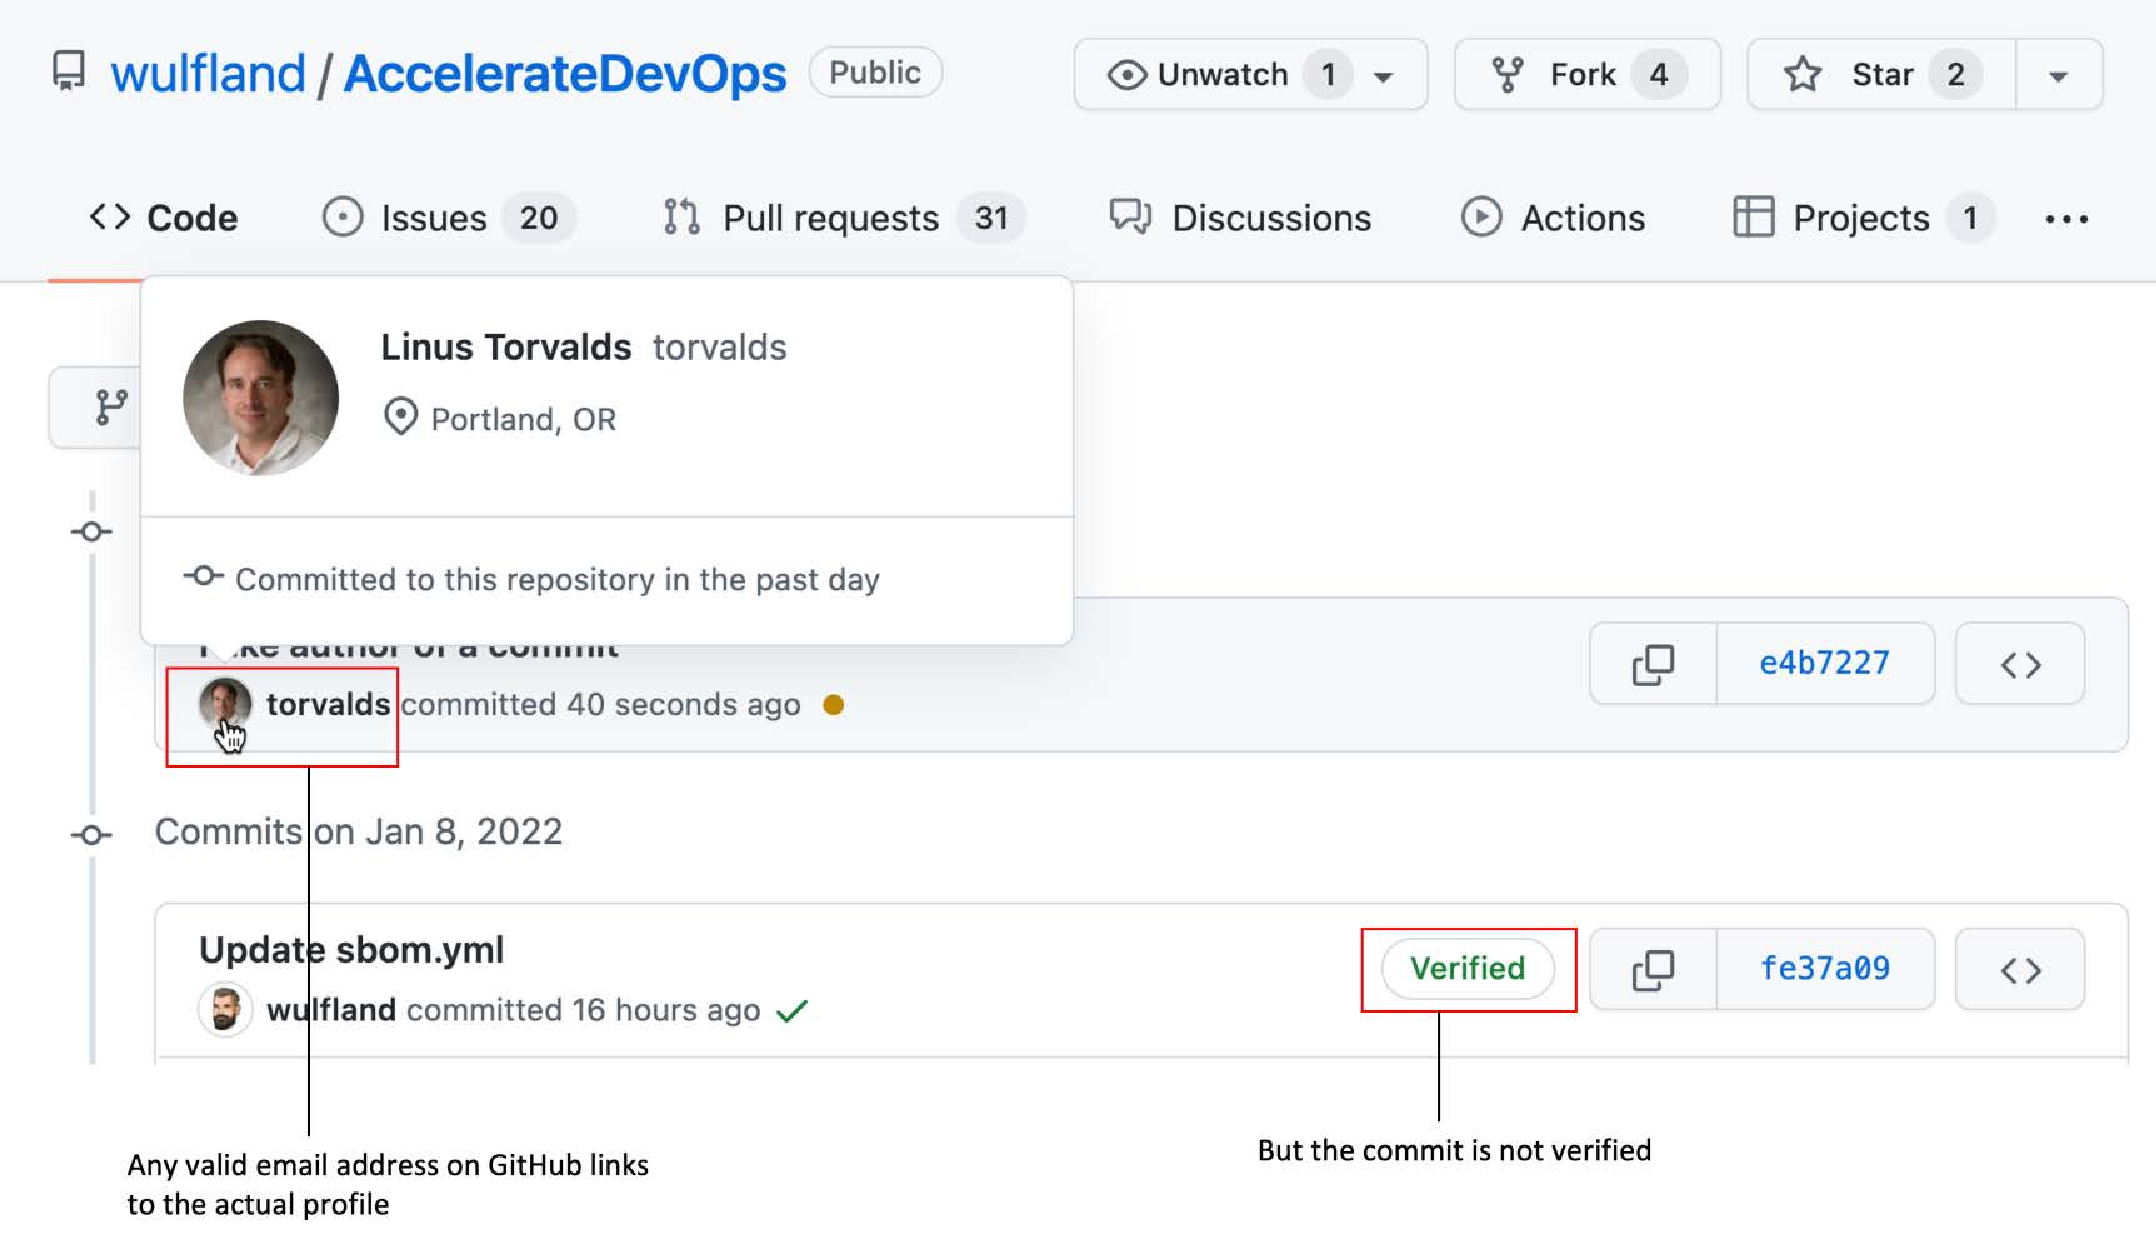 wulfland / AccelerateDevOps Public Unwatch 1 Fork 4 Star 2
Code Issues 20 Pull requests 31 Discussions Actions Projects 1 ...
Linus Torvalds torvalds
Portland, OR
Committed to this repository in the past day
author of a commit
e4b7227
torvalds committed 40 seconds ago
Commits on Jan 8, 2022
Update sbom.yml
Verified
fe37a09
wulfland committed 16 hours ago
Any valid email address on GitHub links
to the actual profile
But the commit is not verified